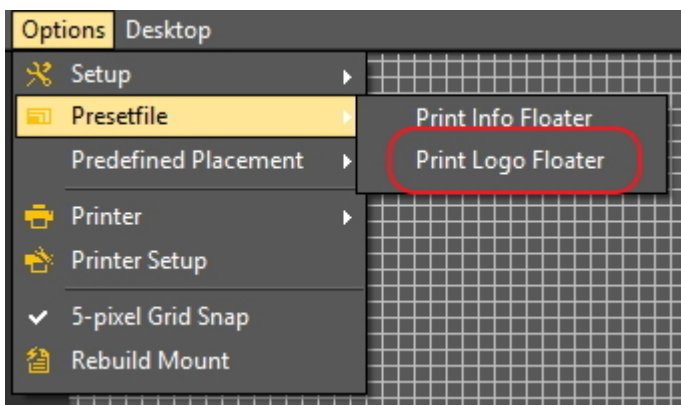 Options Desktop
Setup
Presetfile
Print Info Floater
Predefined Placement
Print Logo Floater
Printer
Printer Setup
5-pixel Grid Snap
Rebuild Mount